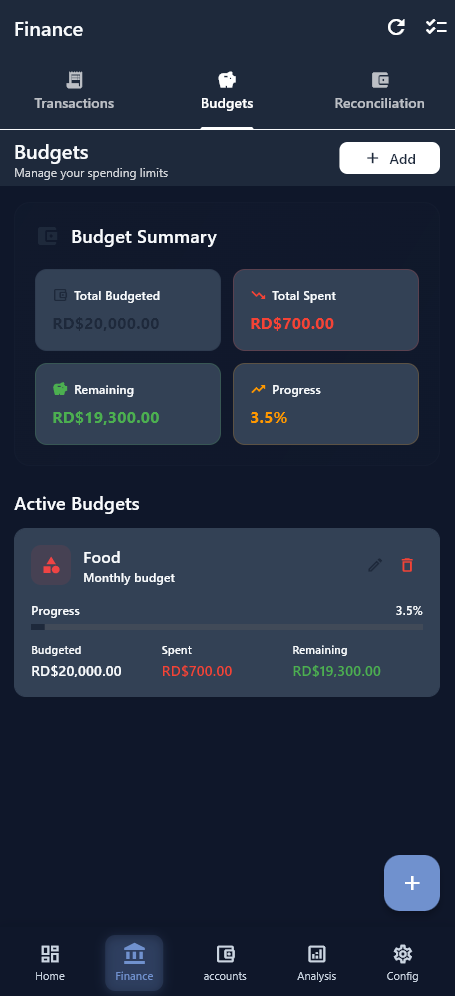 Finance
Transactions
Budgets
Reconciliation
Budgets
Manage your spending limits
+ Add
Budget Summary
Total Budgeted
RD$20,000.00
Total Spent
RD$700.00
Remaining
RD$19,300.00
Progress
3.5%
Active Budgets
Food
Monthly budget
Progress
3.5%
Budgeted
Spent
Remaining
RD$20,000.00
RD$700.00
RD$19,300.00
+
Home
Finance
accounts
Analysis
Config